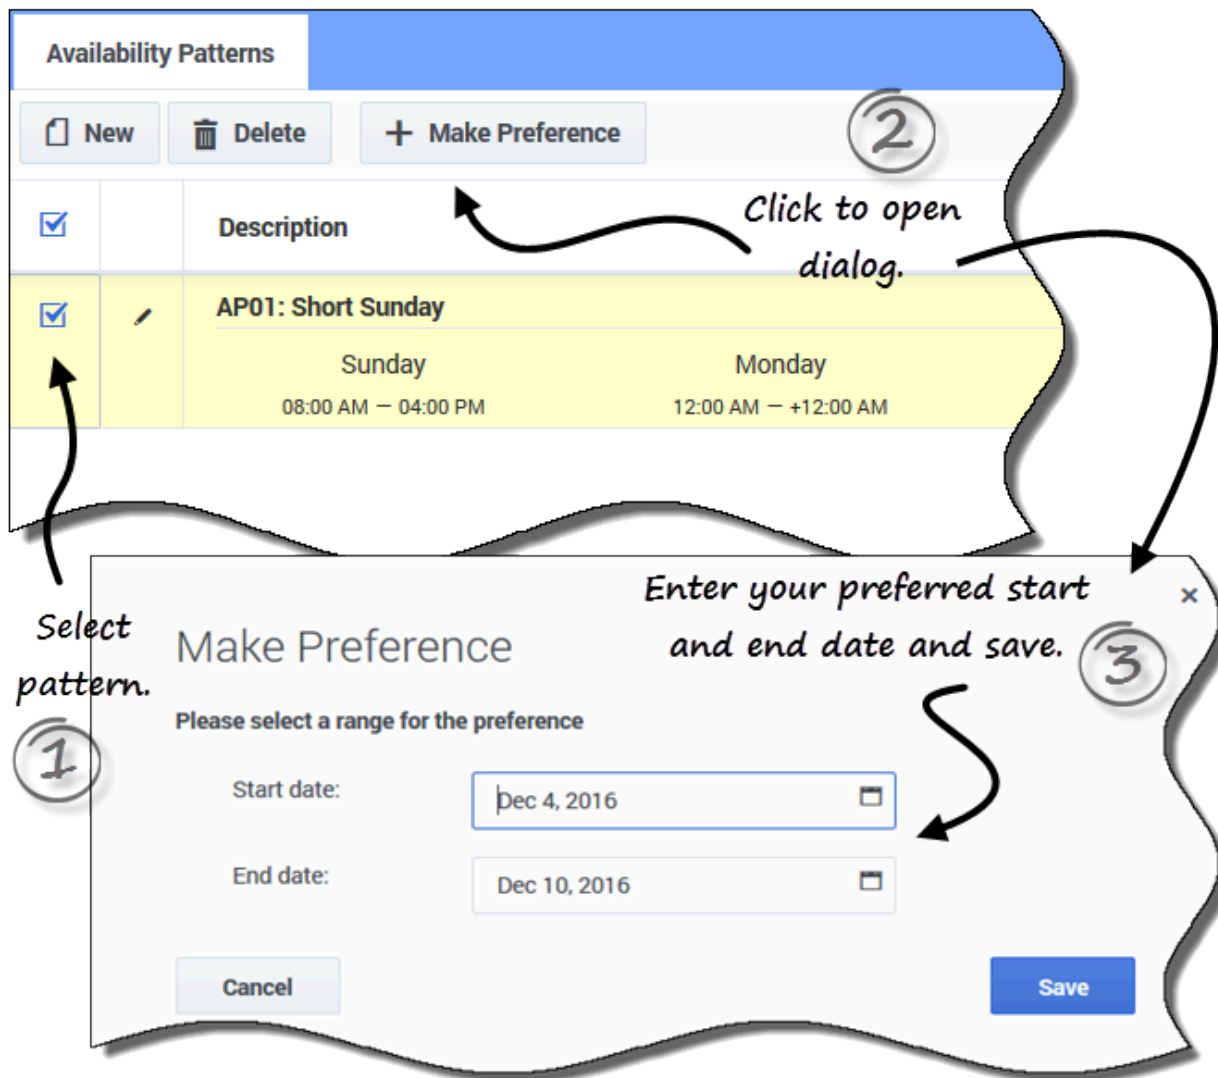 Availability Patterns
New Delete + Make Preference
2
Click to open
dialog.
Description
AP01: Short Sunday
Sunday Monday
08:00 AM — 04:00 PM 12:00 AM — +12:00 AM
Select
pattern.
1
Enter your preferred start
and end date and save.
3
×
Make Preference
Please select a range for the preference
Start date: Dec 4, 2016
End date: Dec 10, 2016
Cancel Save